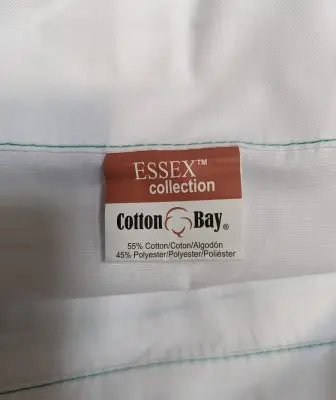 ESSEX™
collection
Cotton Bay®
55% Cotton/Coton/Algodón
45% Polyester/Polyester/Poliéster